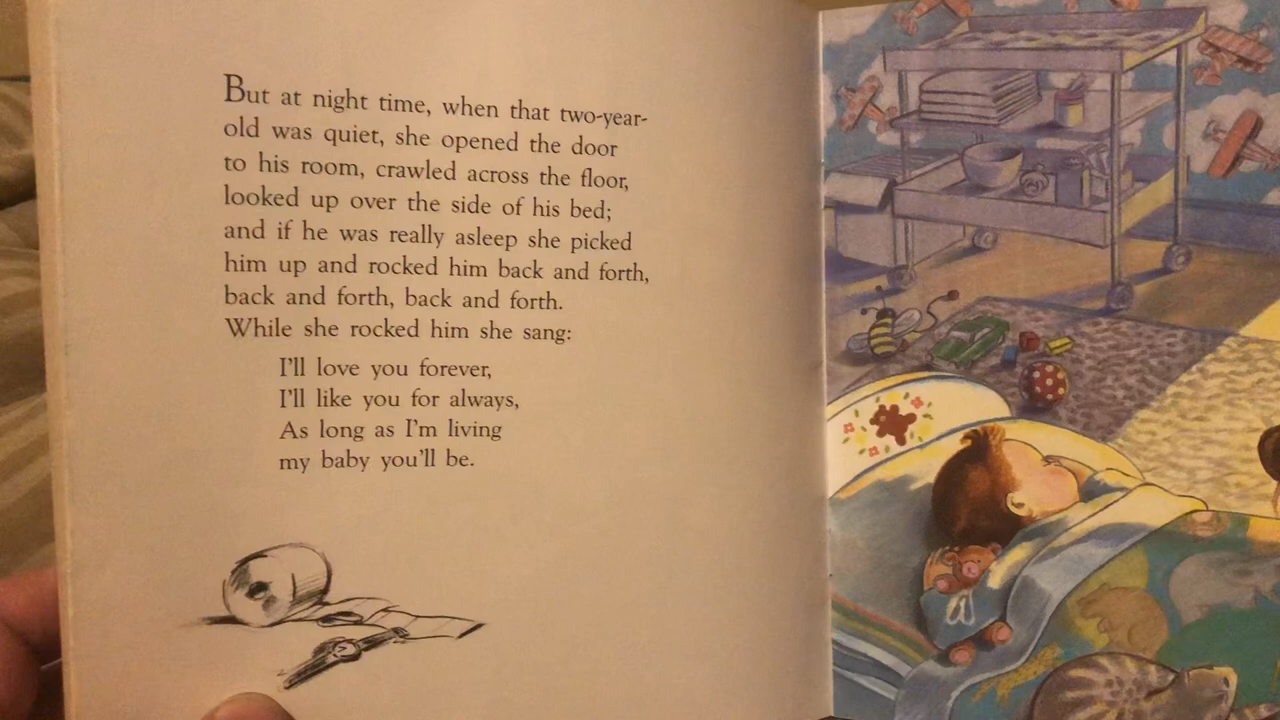 But at night time, when that two-year-
old was quiet, she opened the door
to his room, crawled across the floor,
looked up over the side of his bed;
and if he was really asleep she picked
him up and rocked him back and forth,
back and forth, back and forth.
While she rocked him she sang:
I'll love you forever,
I'll like you for always,
As long as I'm living
my baby you'll be.